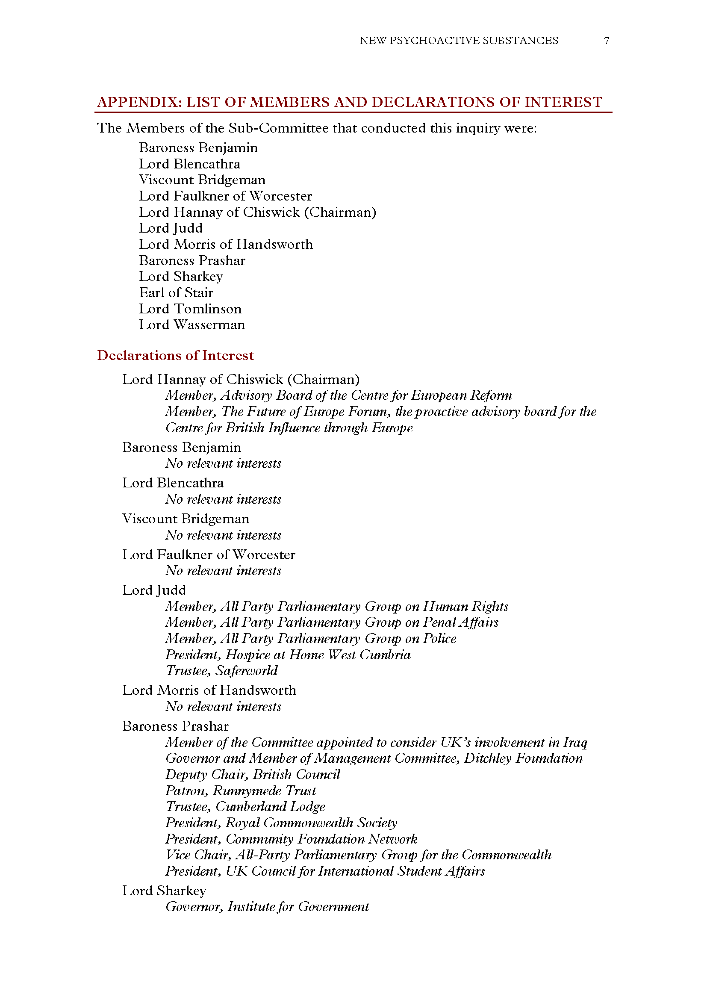 NEW PSYCHOACTIVE SUBSTANCES 7
APPENDIX: LIST OF MEMBERS AND DECLARATIONS OF INTEREST
The Members of the Sub-Committee that conducted this inquiry were:
Baroness Benjamin
Lord Blencathra
Viscount Bridgeman
Lord Faulkner of Worcester
Lord Hannay of Chiswick (Chairman)
Lord Judd
Lord Morris of Handsworth
Baroness Prashar
Lord Sharkey
Earl of Stair
Lord Tomlinson
Lord Wasserman
Declarations of Interest
Lord Hannay of Chiswick (Chairman)
Member, Advisory Board of the Centre for European Reform
Member, The Future of Europe Forum, the proactive advisory board for the
Centre for British Influence through Europe
Baroness Benjamin
No relevant interests
Lord Blencathra
No relevant interests
Viscount Bridgeman
No relevant interests
Lord Faulkner of Worcester
No relevant interests
Lord Judd
Member, All Party Parliamentary Group on Human Rights
Member, All Party Parliamentary Group on Penal Affairs
Member, All Party Parliamentary Group on Police
President, Hospice at Home West Cumbria
Trustee, Saferworld
Lord Morris of Handsworth
No relevant interests
Baroness Prashar
Member of the Committee appointed to consider UK's involvement in Iraq
Governor and Member of Management Committee, Ditchley Foundation
Deputy Chair, British Council
Patron, Runnymede Trust
Trustee, Cumberland Lodge
President, Royal Commonwealth Society
President, Community Foundation Network
Vice Chair, All-Party Parliamentary Group for the Commonwealth
President, UK Council for International Student Affairs
Lord Sharkey
Governor, Institute for Government